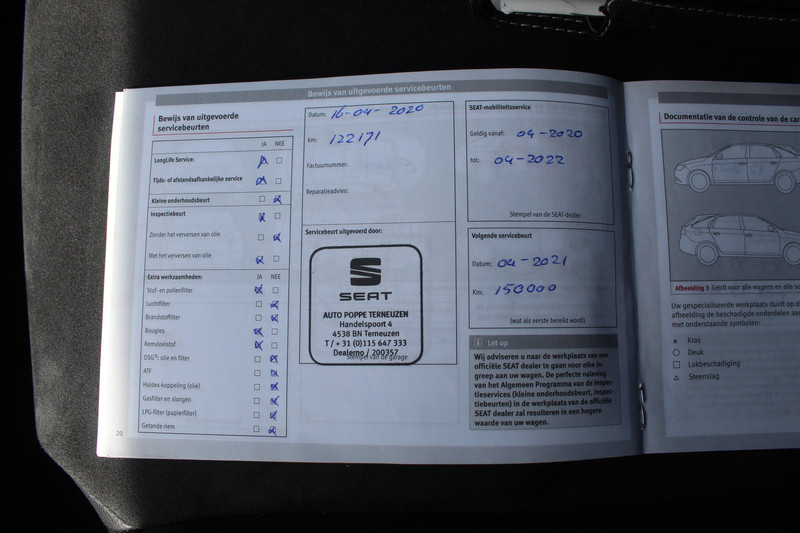 Bewijs van uitgevoerde servicebeurten
Bewijs van uitgevoerde
servicebeurten
JA NEE
LongLife Service:
Tijds- of afstandsafhankelijke service
Kleine onderhoudsbeurt
Inspectiebeurt
Zonder het verversen van olie
Met het verversen van olie
Extra werkzaamheden: JA NEE
Stof- en pollenfilter
Luchtfilter
Brandstoffilter
Bougies
Remvloeistof
DSG®: olie en filter
ATF
Haldex-koppeling (olie)
Gasfilter en slangen
LPG-filter (papierfilter)
Getande riem
20
Datum: 16-04-2020
Km: 122171
Factuurnummer:
Reparatieadvies:
Servicebeurt uitgevoerd door:
SEAT
AUTO POPPE TERNEUZEN
Handelspoort 4
4538 BN Terneuzen
T / + 31 (0)115 647 333
Dealerno / 200357
Stempel van de garage
SEAT-mobiliteitsservice
Geldig vanaf: 04-2020
tot: 04-2022
Stempel van de SEAT-dealer
Volgende servicebeurt
Datum: 04-2021
Km: 150000
(wat als eerste bereikt wordt)
i Let op
Wij adviseren u naar de werkplaats van een
officiële SEAT dealer te gaan voor elke in-
greep aan uw wagen. De perfecte naleving
van het Algemeen Programma van de Inspec-
tieservices (kleine onderhoudsbeurt, inspec-
tiebeurten) in de werkplaats van de officiële
SEAT dealer zal resulteren in een hogere
waarde van uw wagen.
Documentatie van de controle van de car
Afbeelding 3 Geldt voor alle wagens en alle
Uw gespecialiseerde werkplaats duidt op d
afbeelding de beschadigde onderdelen aa
met onderstaande symbolen:
× Kras
○ Deuk
□ Lakbeschadiging
△ Steenslag